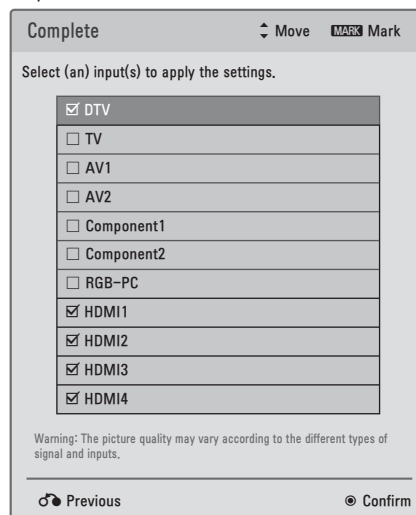 Complete
Move MARK Mark
Select (an) input(s) to apply the settings.
☑ DTV
☐ TV
☐ AV1
☐ AV2
☐ Component1
☐ Component2
☐ RGB-PC
☑ HDMI1
☑ HDMI2
☑ HDMI3
☑ HDMI4
Warning: The picture quality may vary according to the different types of
signal and inputs.
Previous
Confirm